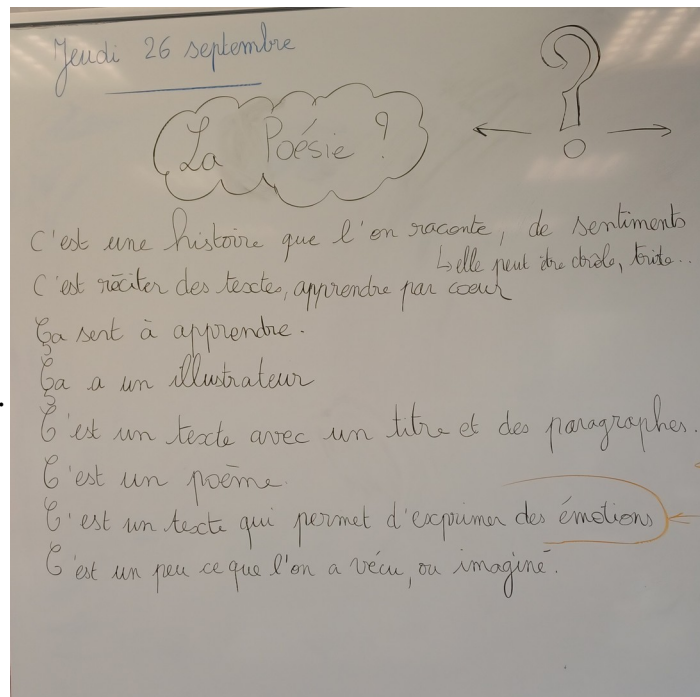 Jeudi 26 septembre
La Poésie ?
?
C'est une histoire que l'on raconte, de sentiments
↳ elle peut être drôle, triste...
C'est réciter des textes, apprendre par coeur
Ça sert à apprendre.
Ça a un illustrateur
C'est un texte avec un titre et des paragraphes.
C'est un poème.
C'est un texte qui permet d'exprimer des émotions
C'est un peu ce que l'on a vécu, ou imaginé.